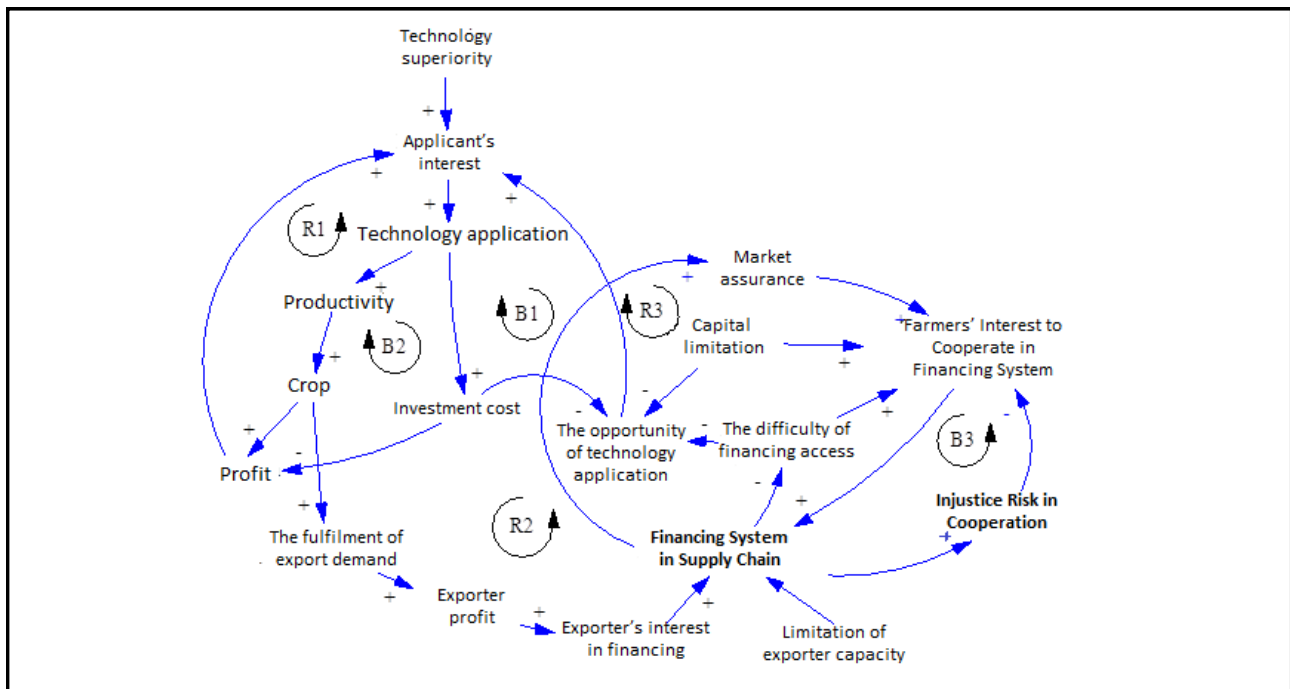 Technology
superiority
+
Applicant's
interest
+
+
+
R1
Technology application
+
Productivity
B2
B1
R3
Market
assurance
+
Capital
limitation
+
Farmers' Interest to
Cooperate in
Financing System
+
+
Crop
+
Investment cost
-
-
-
The opportunity
of technology
application
The difficulty of
financing access
+
-
B3
+
-
Profit
+
The fulfilment of
export demand
R2
-
+
Financing System
in Supply Chain
Injustice Risk in
Cooperation
+
+
Exporter
profit
+
Exporter's interest
in financing
+
Limitation of
exporter capacity